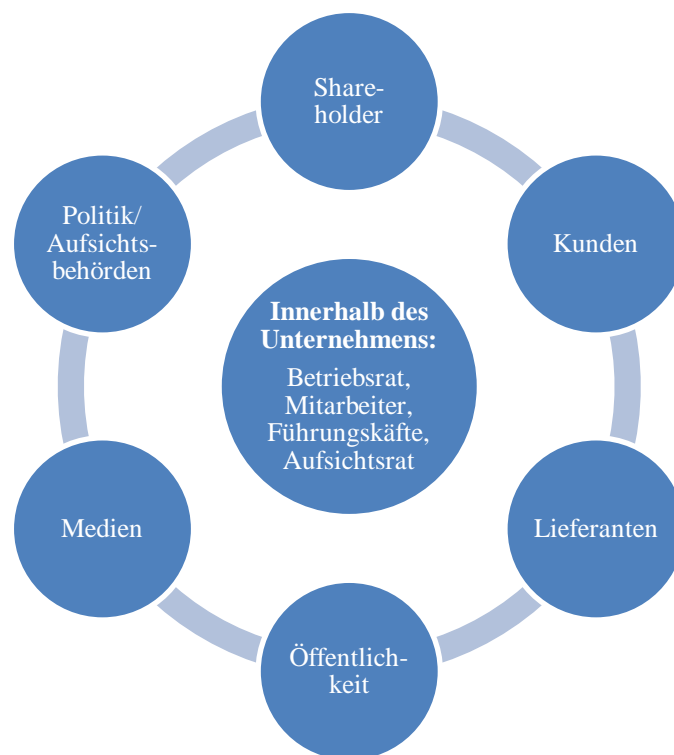 Share-
holder
Politik/
Aufsichts-
behörden
Kunden
Innerhalb des
Unternehmens:
Betriebsrat,
Mitarbeiter,
Führungskäfte,
Aufsichtsrat
Medien
Lieferanten
Öffentlich-
keit